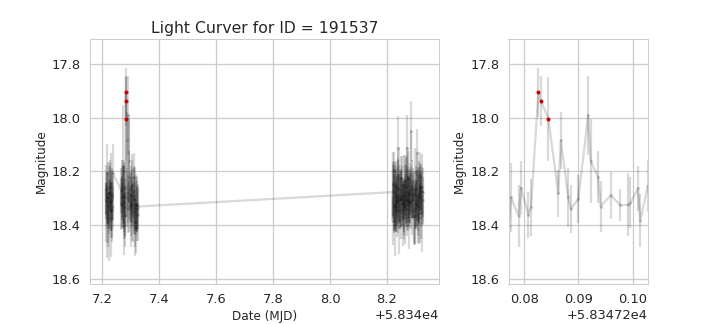 Light Curver for ID = 191537
Magnitude
17.8
18.0
18.2
18.4
18.6
7.2 7.4 7.6 7.8 8.0 8.2
Date (MJD)
+5.834e4
Magnitude
17.8
18.0
18.2
18.4
18.6
0.08 0.09 0.10
+5.83472e4